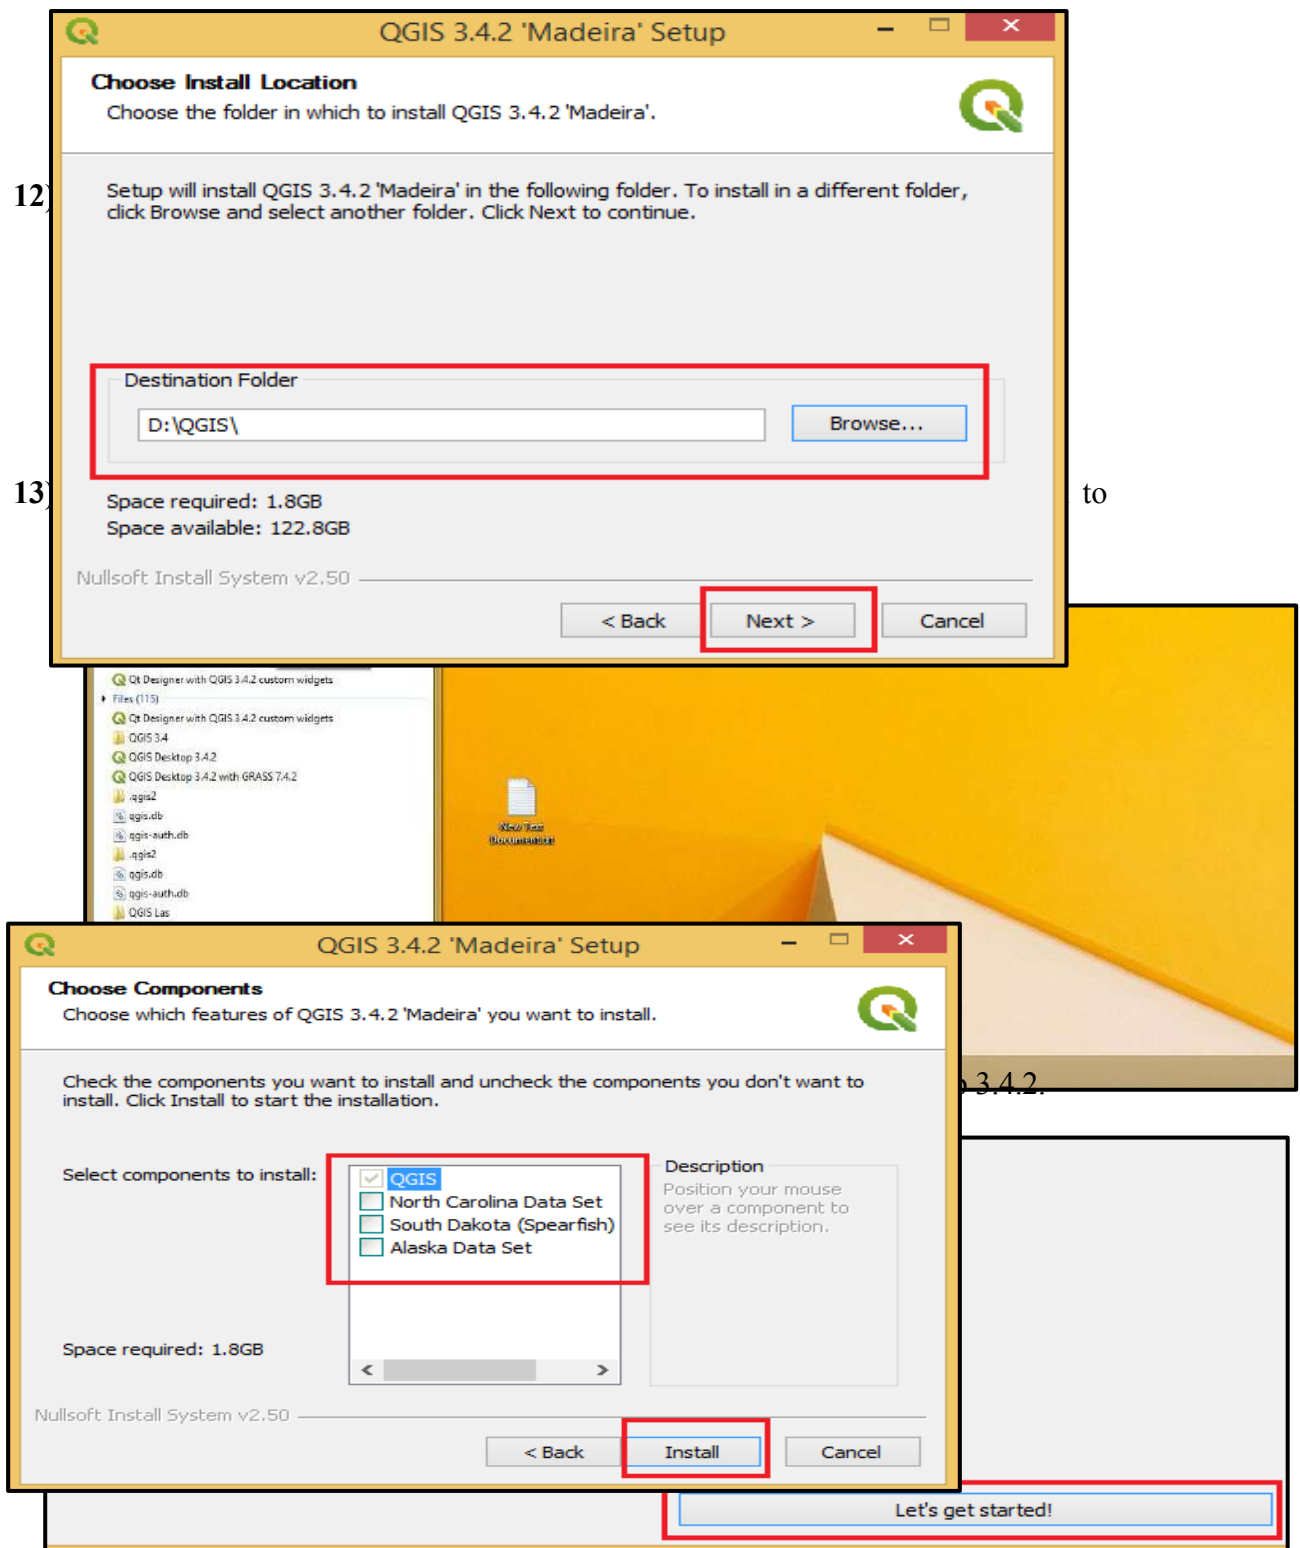 QGIS 3.4.2 'Madeira' Setup
Choose Install Location
Choose the folder in which to install QGIS 3.4.2 'Madeira'.
12)
Setup will install QGIS 3.4.2 'Madeira' in the following folder. To install in a different folder,
click Browse and select another folder. Click Next to continue.
Destination Folder
D:\QGIS\
Browse...
13)
to
Space required: 1.8GB
Space available: 122.8GB
Nullsoft Install System v2.50
< Back
Next >
Cancel
Qt Designer with QGIS 3.4.2 custom widgets
Files (115)
Qt Designer with QGIS 3.4.2 custom widgets
QGIS 3.4
QGIS Desktop 3.4.2
QGIS Desktop 3.4.2 with GRASS 7.4.2
.qgis2
qgis.db
qgis-auth.db
.qgis2
qgis.db
qgis-auth.db
QGIS Las
New Text
Document
QGIS 3.4.2 'Madeira' Setup
Choose Components
Choose which features of QGIS 3.4.2 'Madeira' you want to install.
Check the components you want to install and uncheck the components you don't want to
install. Click Install to start the installation.
3.4.2.
Select components to install:
QGIS
North Carolina Data Set
South Dakota (Spearfish)
Alaska Data Set
Description
Position your mouse
over a component to
see its description.
Space required: 1.8GB
Nullsoft Install System v2.50
< Back
Install
Cancel
Let's get started!